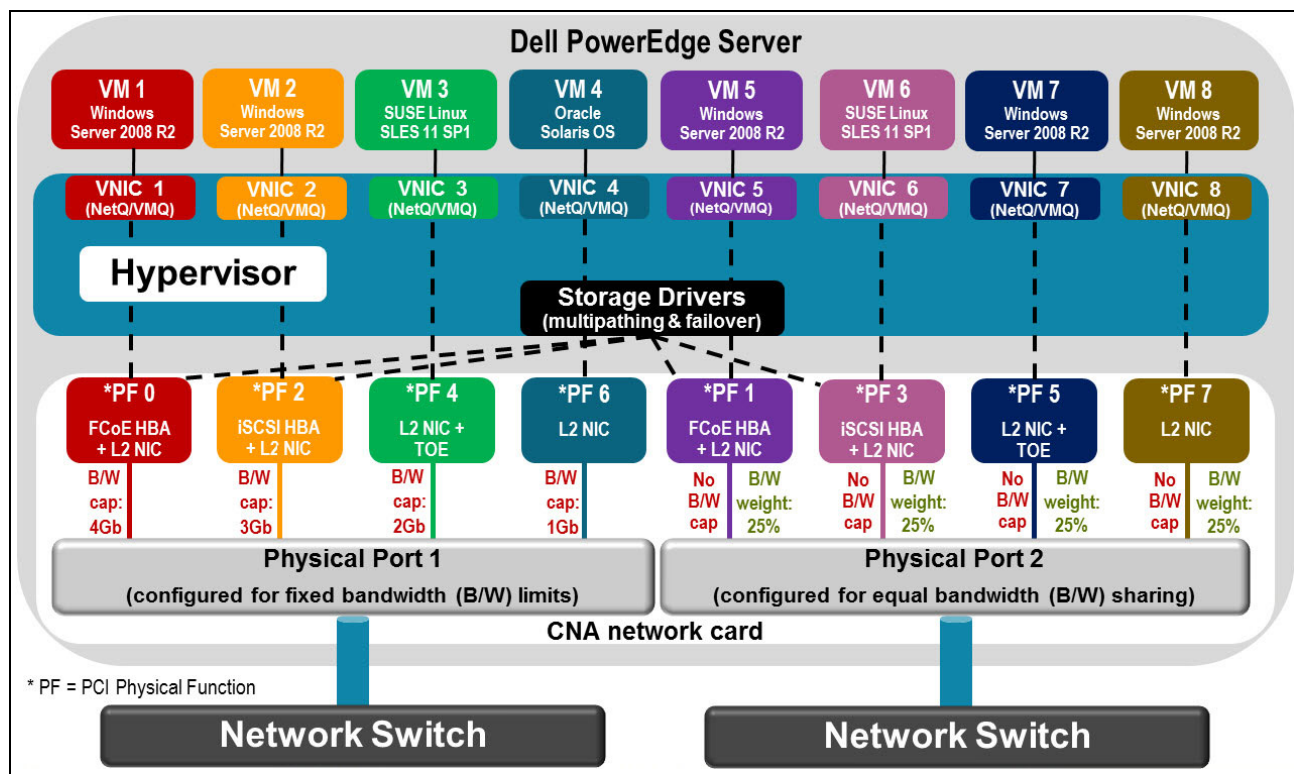 Dell PowerEdge Server
VM 1
Windows
Server 2008 R2
VM 2
Windows
Server 2008 R2
VM 3
SUSE Linux
SLES 11 SP1
VM 4
Oracle
Solaris OS
VM 5
Windows
Server 2008 R2
VM 6
SUSE Linux
SLES 11 SP1
VM 7
Windows
Server 2008 R2
VM 8
Windows
Server 2008 R2
VNIC 1
(NetQ/VMQ)
VNIC 2
(NetQ/VMQ)
VNIC 3
(NetQ/VMQ)
VNIC 4
(NetQ/VMQ)
VNIC 5
(NetQ/VMQ)
VNIC 6
(NetQ/VMQ)
VNIC 7
(NetQ/VMQ)
VNIC 8
(NetQ/VMQ)
Hypervisor
Storage Drivers
(multipathing & failover)
*PF 0
FCoE HBA
+ L2 NIC
*PF 2
iSCSI HBA
+ L2 NIC
*PF 4
L2 NIC +
TOE
*PF 6
L2 NIC
*PF 1
FCoE HBA
+ L2 NIC
*PF 3
iSCSI HBA
+ L2 NIC
*PF 5
L2 NIC +
TOE
*PF 7
L2 NIC
B/W
cap:
4Gb
B/W
cap:
3Gb
B/W
cap:
2Gb
B/W
cap:
1Gb
No
B/W
cap
B/W
weight:
25%
No
B/W
cap
B/W
weight:
25%
No
B/W
cap
B/W
weight:
25%
No
B/W
cap
B/W
weight:
25%
Physical Port 1
(configured for fixed bandwidth (B/W) limits)
Physical Port 2
(configured for equal bandwidth (B/W) sharing)
CNA network card
* PF = PCI Physical Function
Network Switch
Network Switch